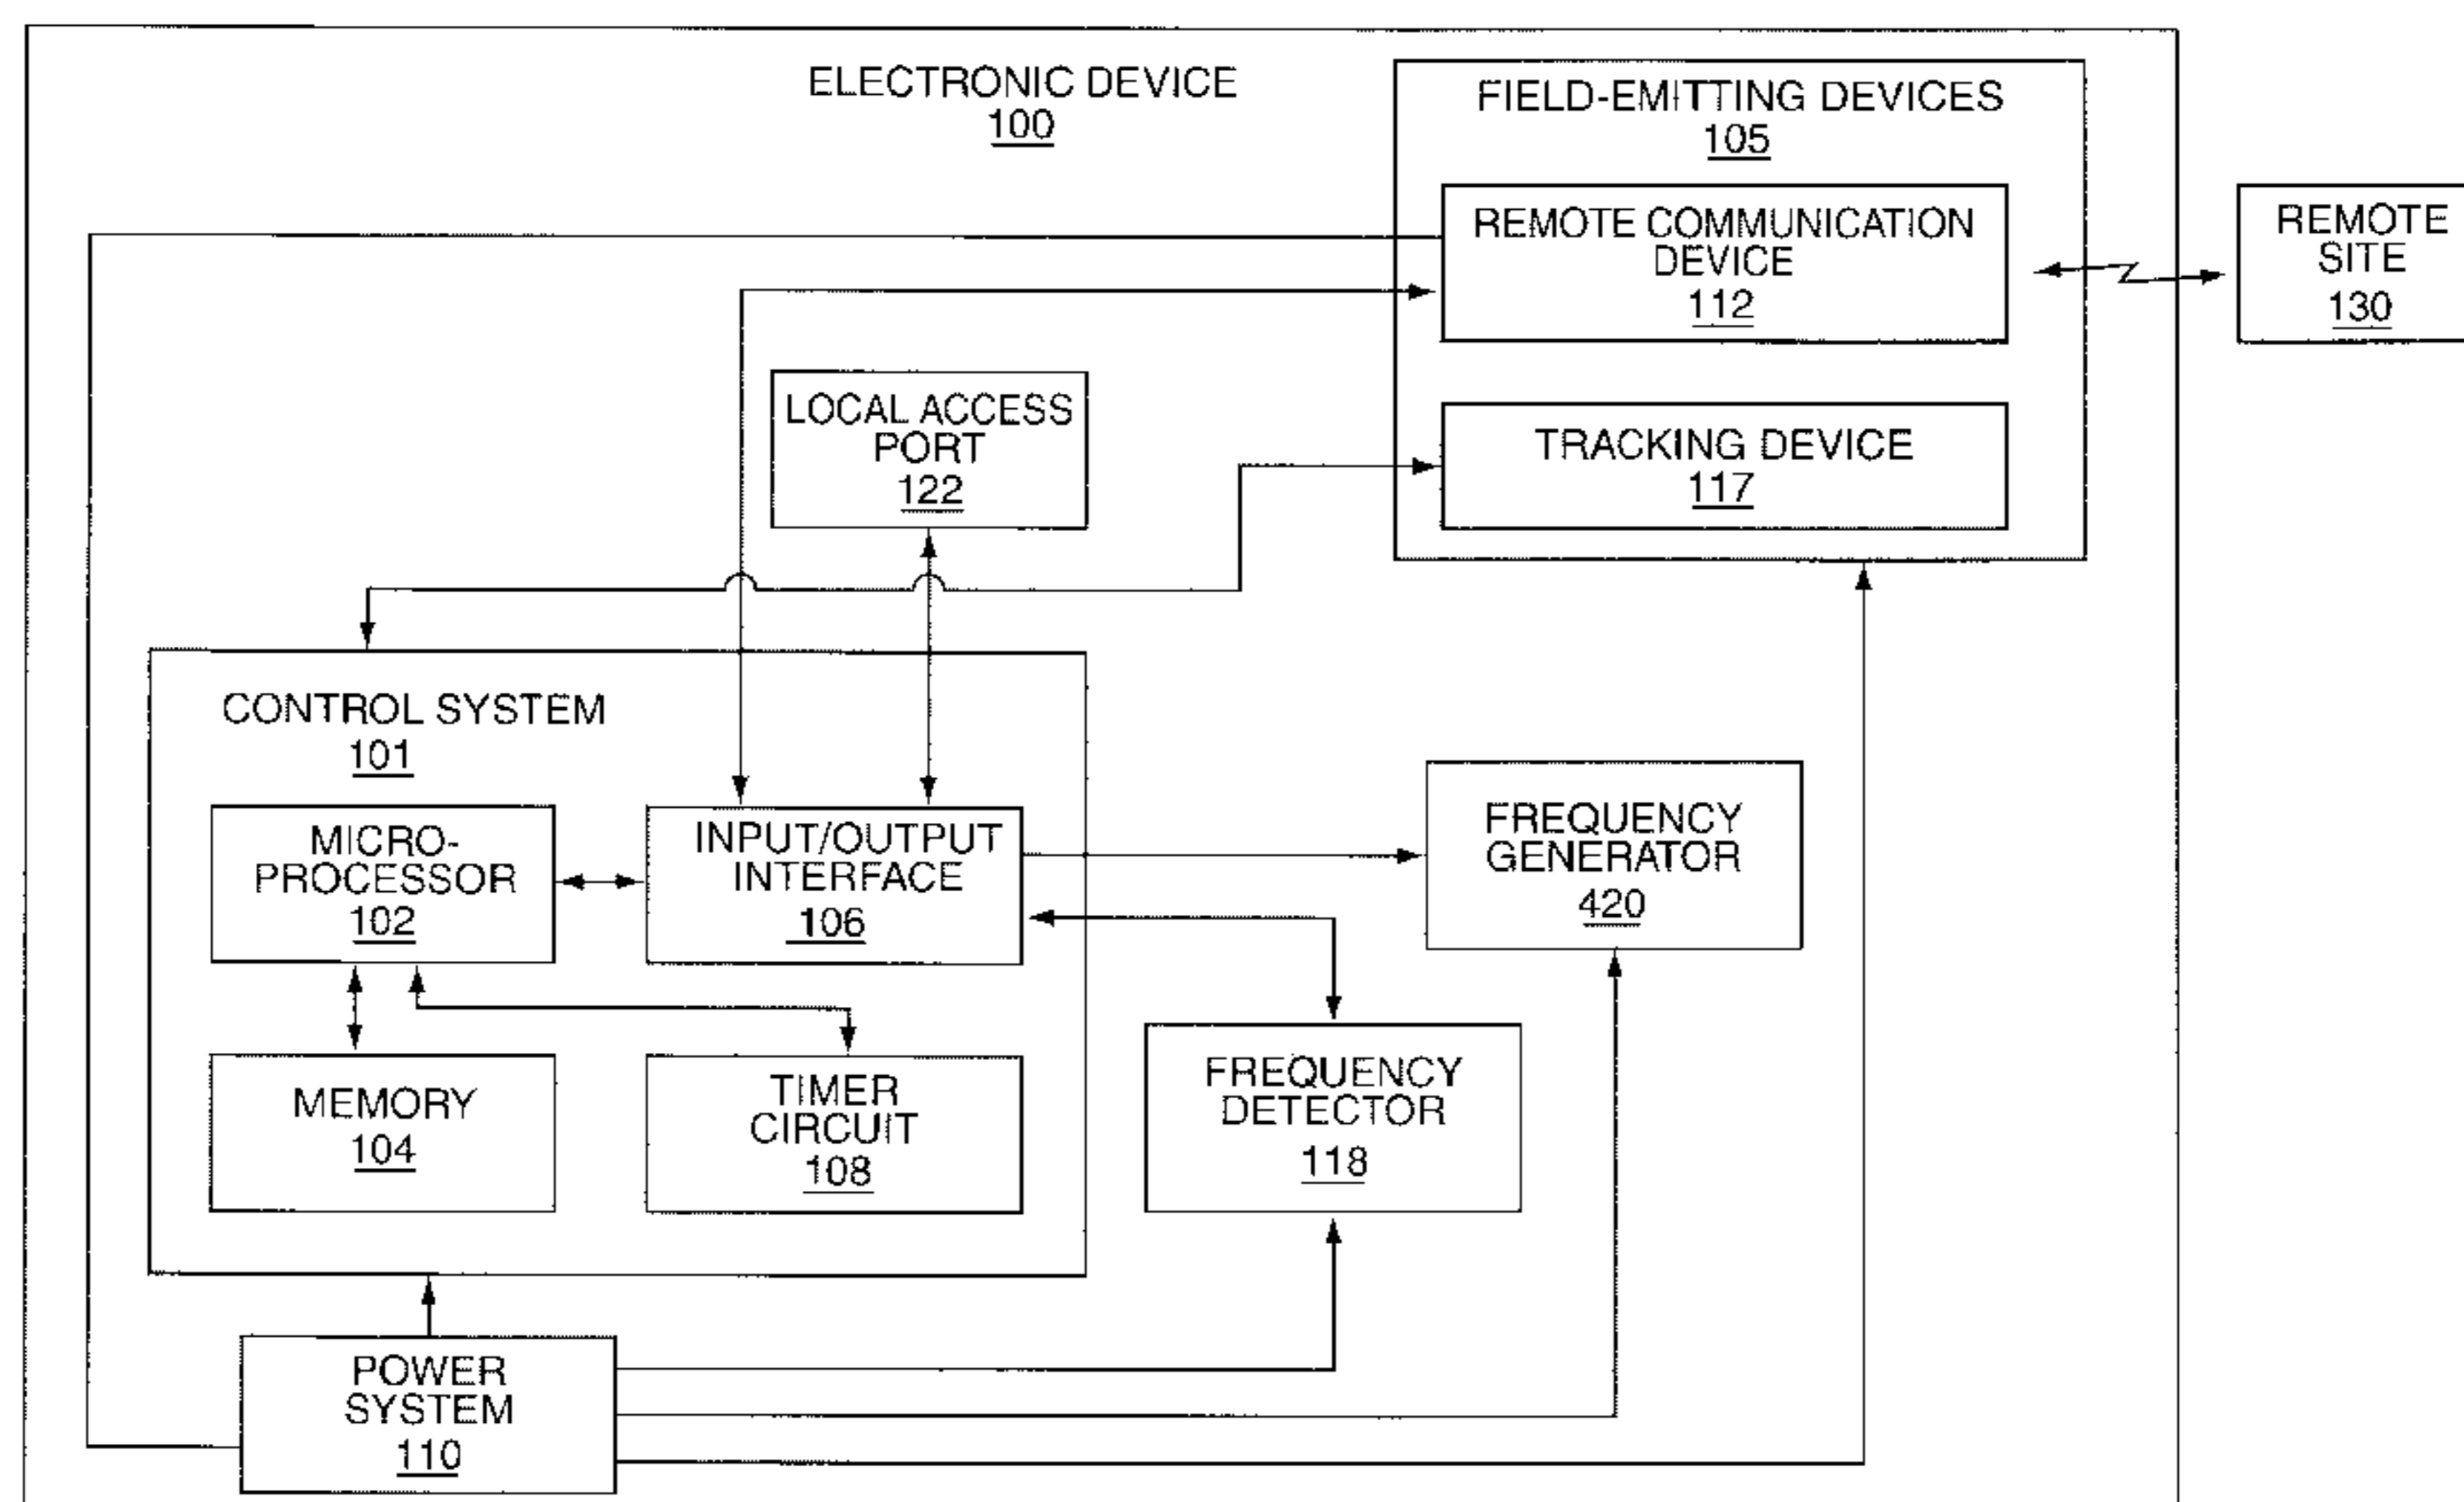 ELECTRONIC DEVICE
100
FIELD-EMITTING DEVICES
105
REMOTE COMMUNICATION
DEVICE
112
REMOTE
SITE
130
LOCAL ACCESS
PORT
122
TRACKING DEVICE
117
CONTROL SYSTEM
101
MICRO-
PROCESSOR
102
INPUT/OUTPUT
INTERFACE
106
FREQUENCY
GENERATOR
420
MEMORY
104
TIMER
CIRCUIT
108
FREQUENCY
DETECTOR
118
POWER
SYSTEM
110